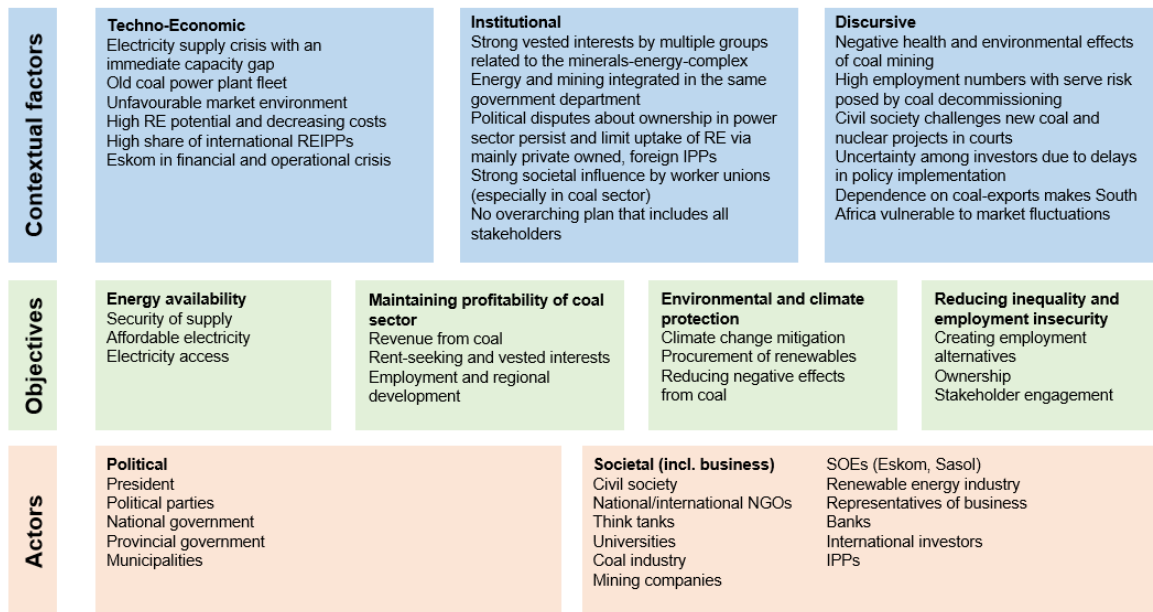 Contextual factors
Techno-Economic
Electricity supply crisis with an
immediate capacity gap
Old coal power plant fleet
Unfavourable market environment
High RE potential and decreasing costs
High share of international REIPPs
Eskom in financial and operational crisis
Institutional
Strong vested interests by multiple groups
related to the minerals-energy-complex
Energy and mining integrated in the same
government department
Political disputes about ownership in power
sector persist and limit uptake of RE via
mainly private owned, foreign IPPs
Strong societal influence by worker unions
(especially in coal sector)
No overarching plan that includes all
stakeholders
Discursive
Negative health and environmental effects
of coal mining
High employment numbers with serve risk
posed by coal decommissioning
Civil society challenges new coal and
nuclear projects in courts
Uncertainty among investors due to delays
in policy implementation
Dependence on coal-exports makes South
Africa vulnerable to market fluctuations
Objectives
Energy availability
Security of supply
Affordable electricity
Electricity access
Maintaining profitability of coal
sector
Revenue from coal
Rent-seeking and vested interests
Employment and regional
development
Environmental and climate
protection
Climate change mitigation
Procurement of renewables
Reducing negative effects
from coal
Reducing inequality and
employment insecurity
Creating employment
alternatives
Ownership
Stakeholder engagement
Actors
Political
President
Political parties
National government
Provincial government
Municipalities
Societal (incl. business)
Civil society
National/international NGOs
Think tanks
Universities
Coal industry
Mining companies
SOEs (Eskom, Sasol)
Renewable energy industry
Representatives of business
Banks
International investors
IPPs